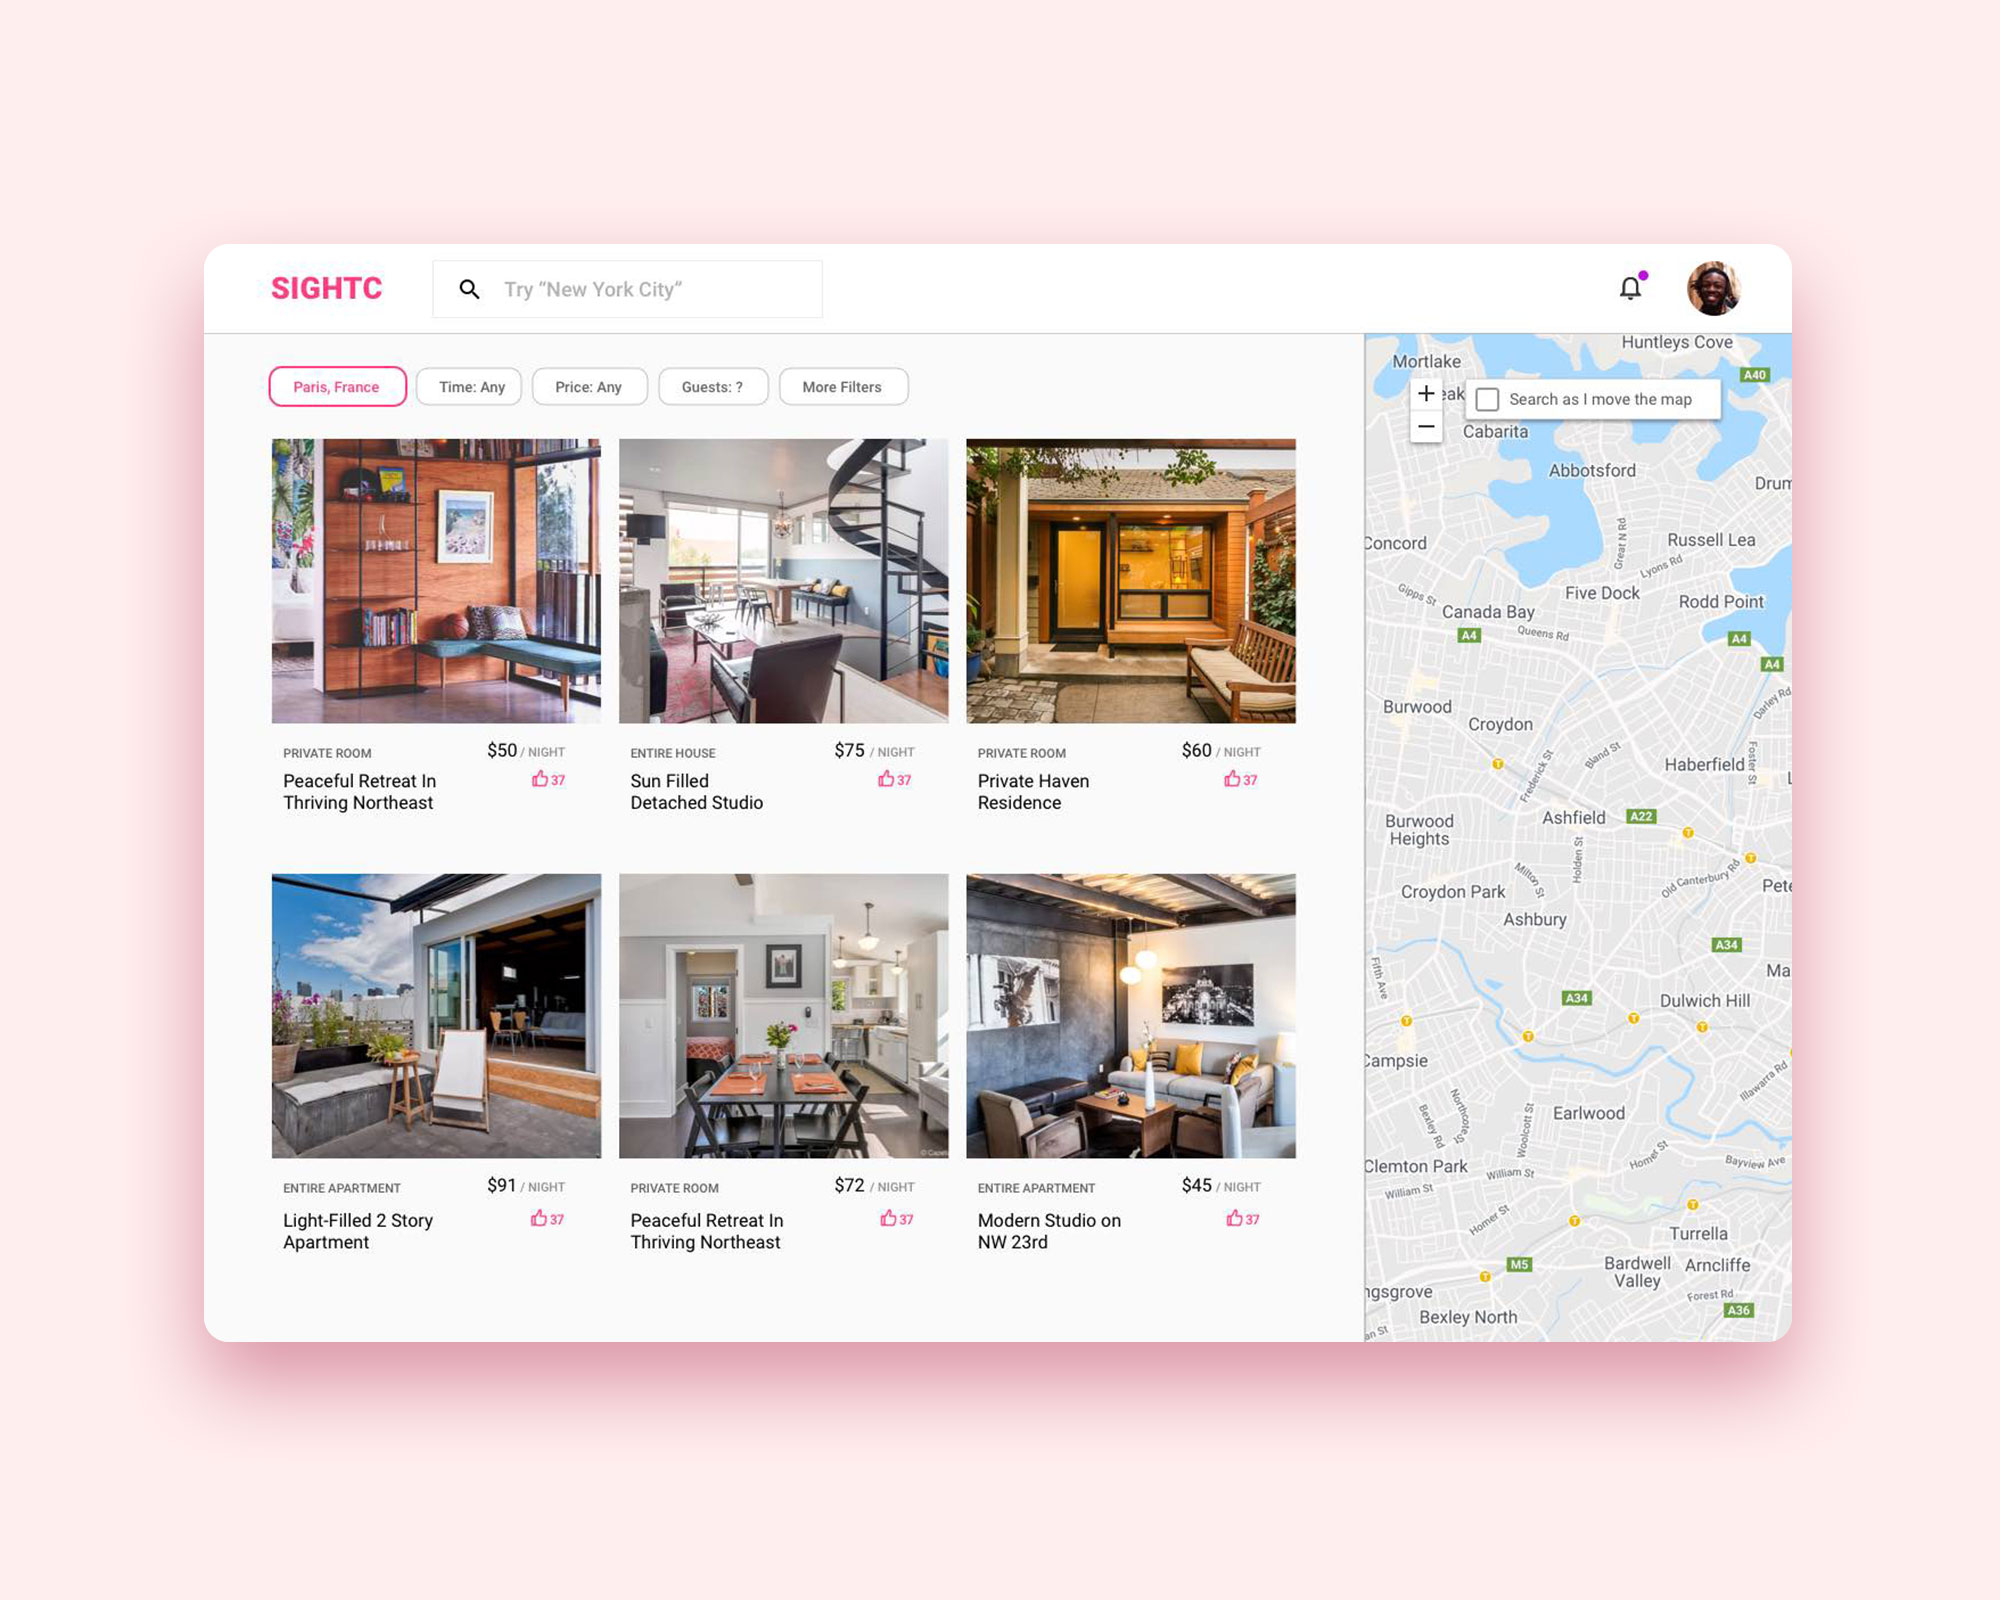 SIGHTC
Try “New York City”
Paris, France
Time: Any
Price: Any
Guests: ?
More Filters
PRIVATE ROOM
$50 / NIGHT
Peaceful Retreat In
Thriving Northeast
37
ENTIRE HOUSE
$75 / NIGHT
Sun Filled
Detached Studio
37
PRIVATE ROOM
$60 / NIGHT
Private Haven
Residence
37
ENTIRE APARTMENT
$91 / NIGHT
Light-Filled 2 Story
Apartment
37
PRIVATE ROOM
$72 / NIGHT
Peaceful Retreat In
Thriving Northeast
37
ENTIRE APARTMENT
$45 / NIGHT
Modern Studio on
NW 23rd
37
Huntleys Cove
Mortlake
A40
+
Search as I move the map
−
Cabarita
Abbotsford
Drum
Great N Rd
Concord
Russell Lea
Lyons Rd
Gipps St
Five Dock
Rodd Point
Canada Bay
A4
Queens Rd
A4
A4
Darley Rd
Burwood
Croydon
Frederick St
Bland St
Haberfield
Foster St
Burwood
Heights
Ashfield
A22
Holden St
Milton St
Old Canterbury Rd
Croydon Park
Pete
Ashbury
A34
Fifth Ave
Ma
A34
Dulwich Hill
Campsie
Illawarra Rd
Northcote St
Bexley Rd
Woolcott St
Earlwood
Homer St
Clemton Park
William St
Bayview Ave
William St
Homer St
Turrella
M5
Bardwell
Valley
Arncliffe
ngsgrove
Forest Rd
Bexley North
A36
an St